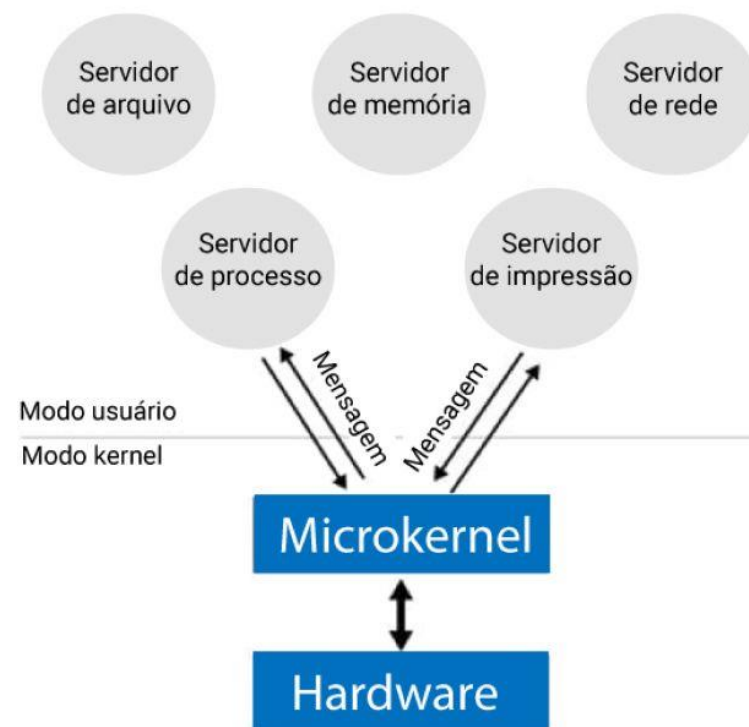 Servidor
de arquivo
Servidor
de memória
Servidor
de rede
Servidor
de processo
Servidor
de impressão
Mensagem
Mensagem
Modo usuário
Modo kernel
Microkernel
Hardware